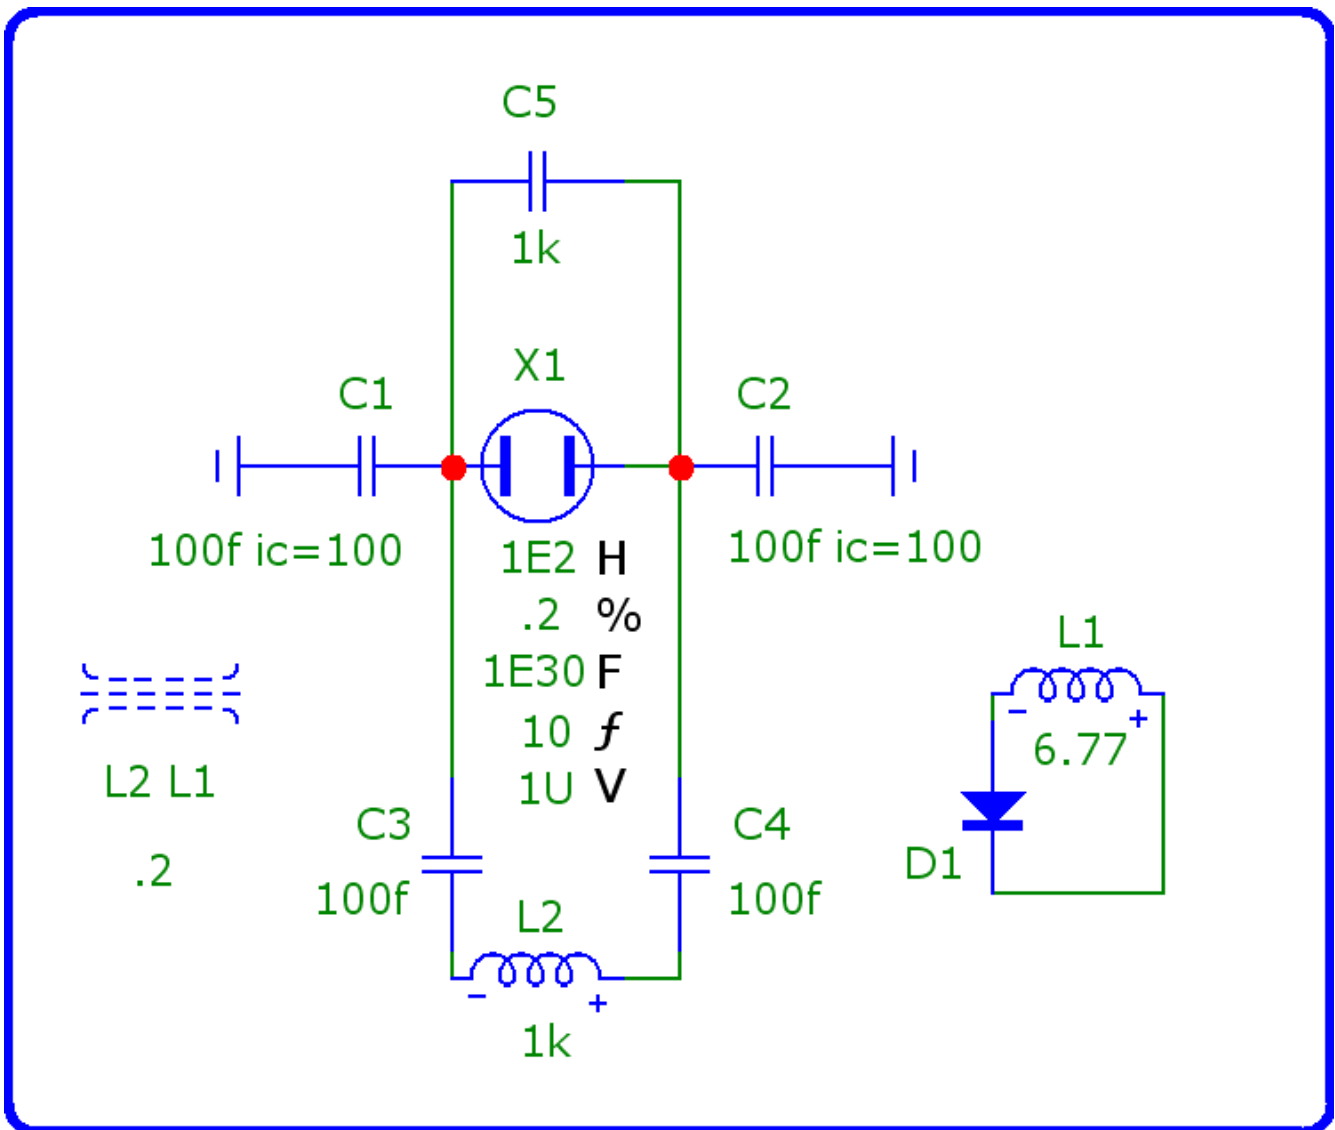 C5
1k
X1
C1
C2
100f ic=100
1E2 H
100f ic=100
.2 %
1E30 F
10 ƒ
1U V
L1
- +
6.77
L2 L1
.2
C3
100f
C4
100f
D1
L2
- +
1k